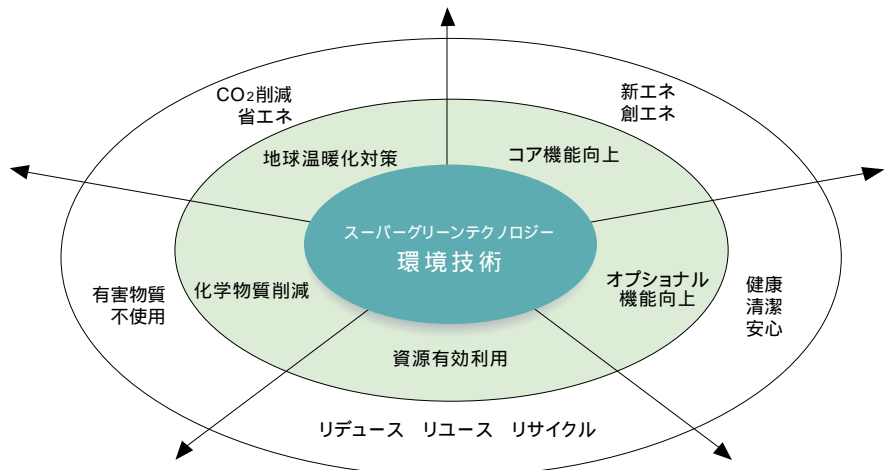 CO₂削減
省エネ
新エネ
創エネ
地球温暖化対策
コア機能向上
スーパーグリーンテクノロジー
環境技術
有害物質
不使用
化学物質削減
オプショナル
機能向上
健康
清潔
安心
資源有効利用
リデュース リユース リサイクル